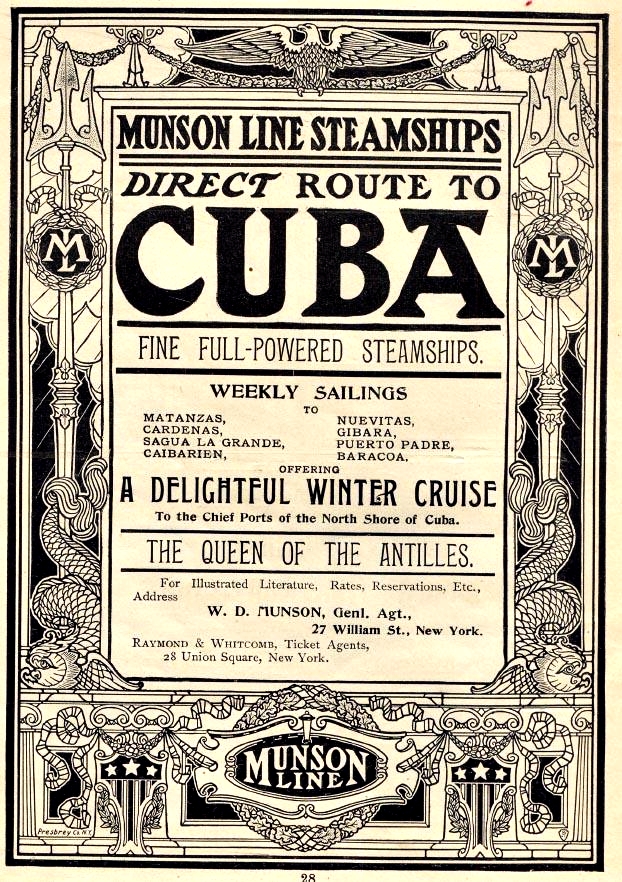 MUNSON LINE STEAMSHIPS
DIRECT ROUTE TO
CUBA
ML
ML
FINE FULL-POWERED STEAMSHIPS.
WEEKLY SAILINGS
TO
MATANZAS,
CARDENAS,
SAGUA LA GRANDE,
CAIBARIEN,
NUEVITAS,
GIBARA,
PUERTO PADRE,
BARACOA,
OFFERING
A DELIGHTFUL WINTER CRUISE
To the Chief Ports of the North Shore of Cuba.
THE QUEEN OF THE ANTILLES.
For Illustrated Literature, Rates, Reservations, Etc.,
Address
W. D. MUNSON, Genl. Agt.,
27 William St., New York.
RAYMOND & WHITCOMB, Ticket Agents,
28 Union Square, New York.
MUNSON
LINE
Presbrey Co. N.Y.
28